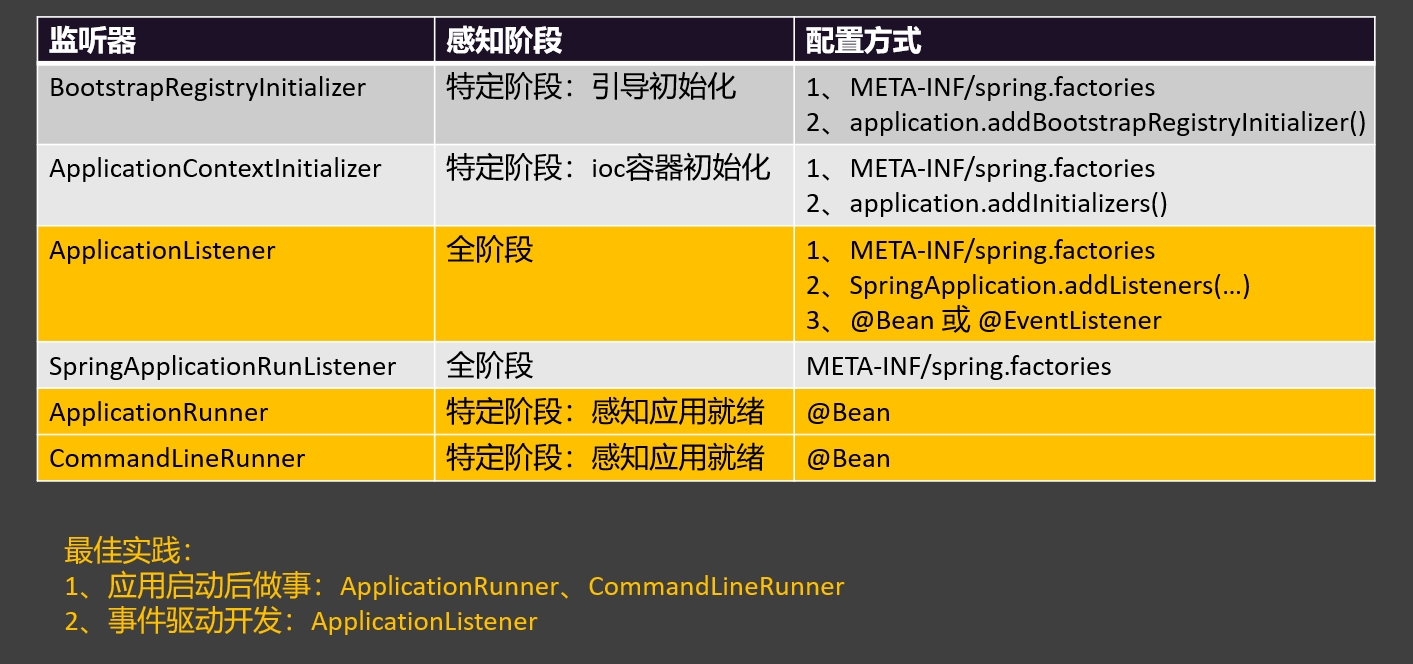 监听器 感知阶段 配置方式
BootstrapRegistryInitializer 特定阶段：引导初始化 1、 META-INF/spring.factories
2、 application.addBootstrapRegistryInitializer()
ApplicationContextInitializer 特定阶段：ioc容器初始化 1、 META-INF/spring.factories
2、 application.addInitializers()
ApplicationListener 全阶段 1、 META-INF/spring.factories
2、 SpringApplication.addListeners(…)
3、 @Bean 或 @EventListener
SpringApplicationRunListener 全阶段 META-INF/spring.factories
ApplicationRunner 特定阶段：感知应用就绪 @Bean
CommandLineRunner 特定阶段：感知应用就绪 @Bean
最佳实践：
1、 应用启动后做事：ApplicationRunner、CommandLineRunner
2、 事件驱动开发：ApplicationListener